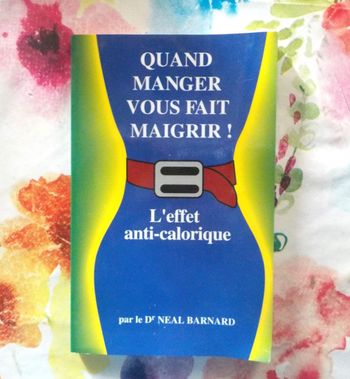 QUAND
MANGER
VOUS FAIT
MAIGRIR !
L'effet
anti-calorique
par le Dr NEAL BARNARD